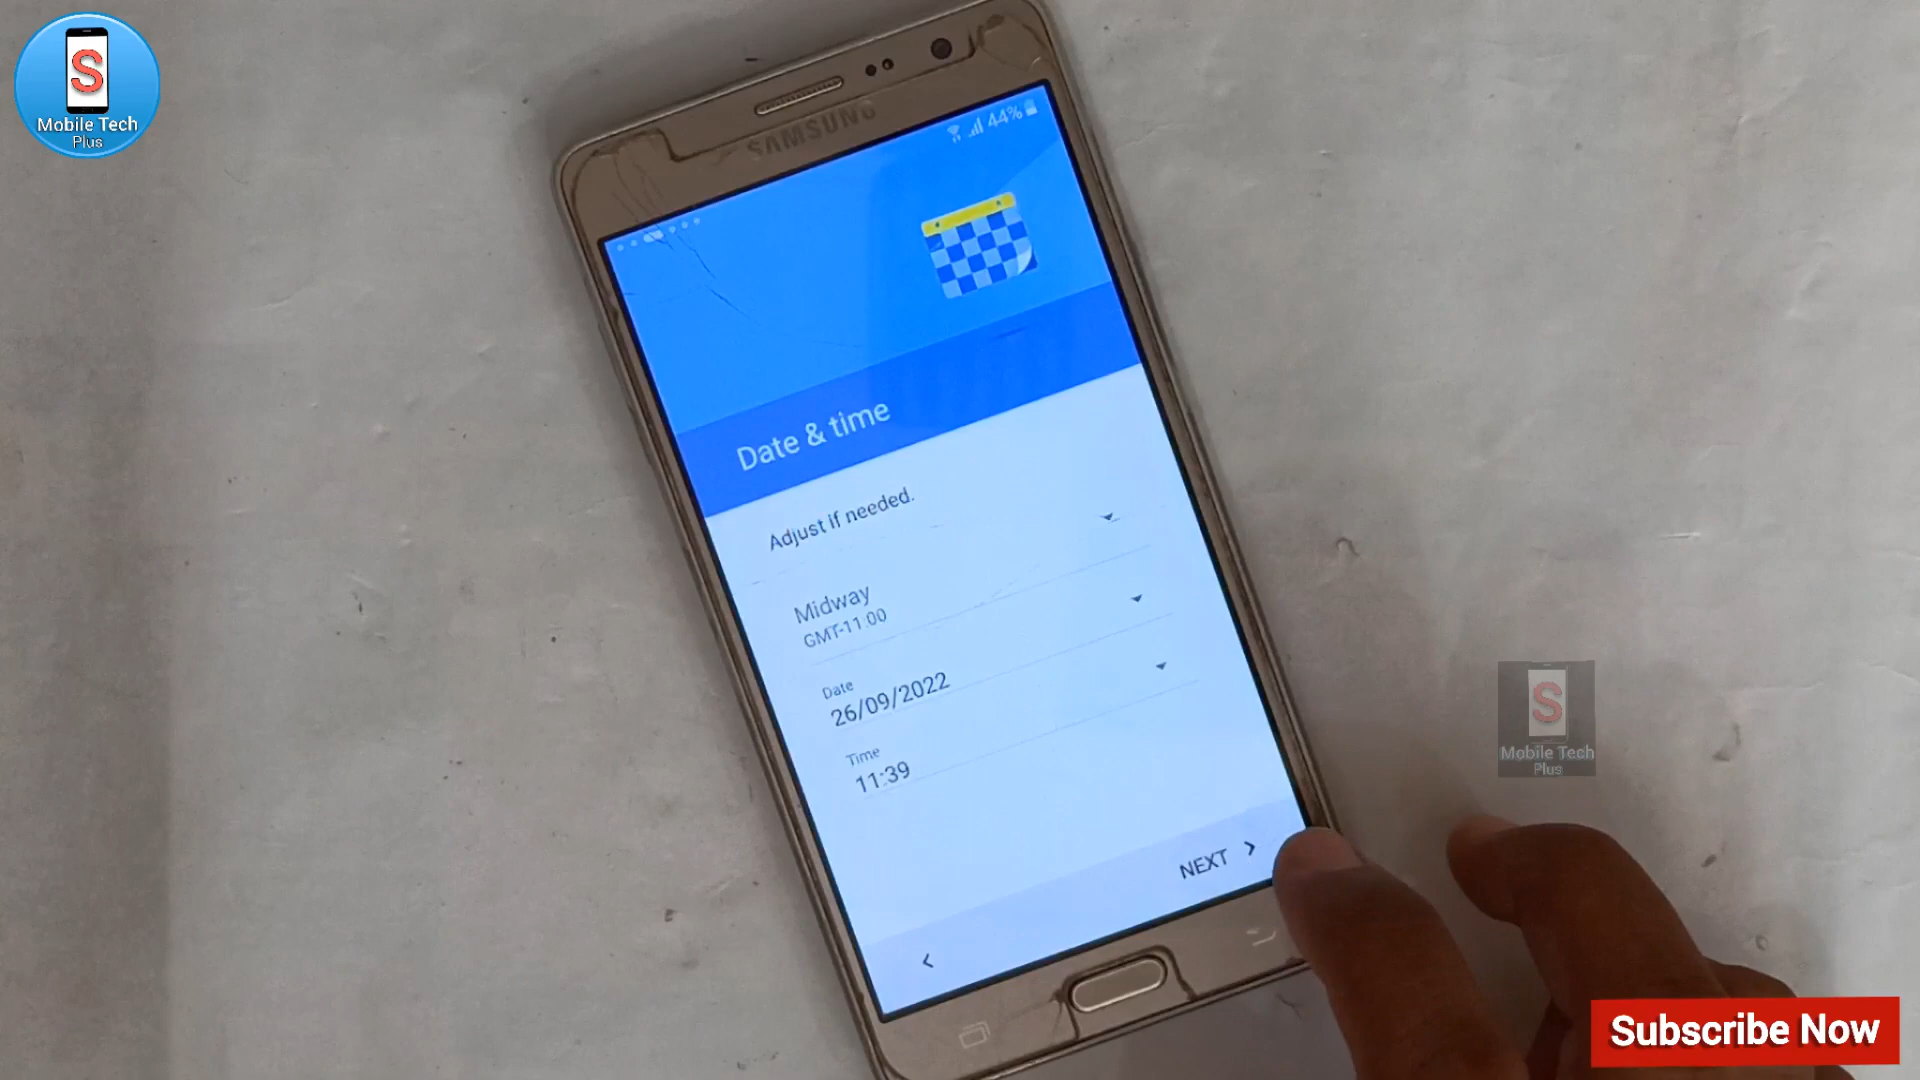 S
Mobile Tech
Plus
SAMSUNG
44%
Date & time
Adjust if needed.
Midway
GMT-11:00
Date
26/09/2022
Time
11:39
NEXT
S
Mobile Tech
Plus
Subscribe Now